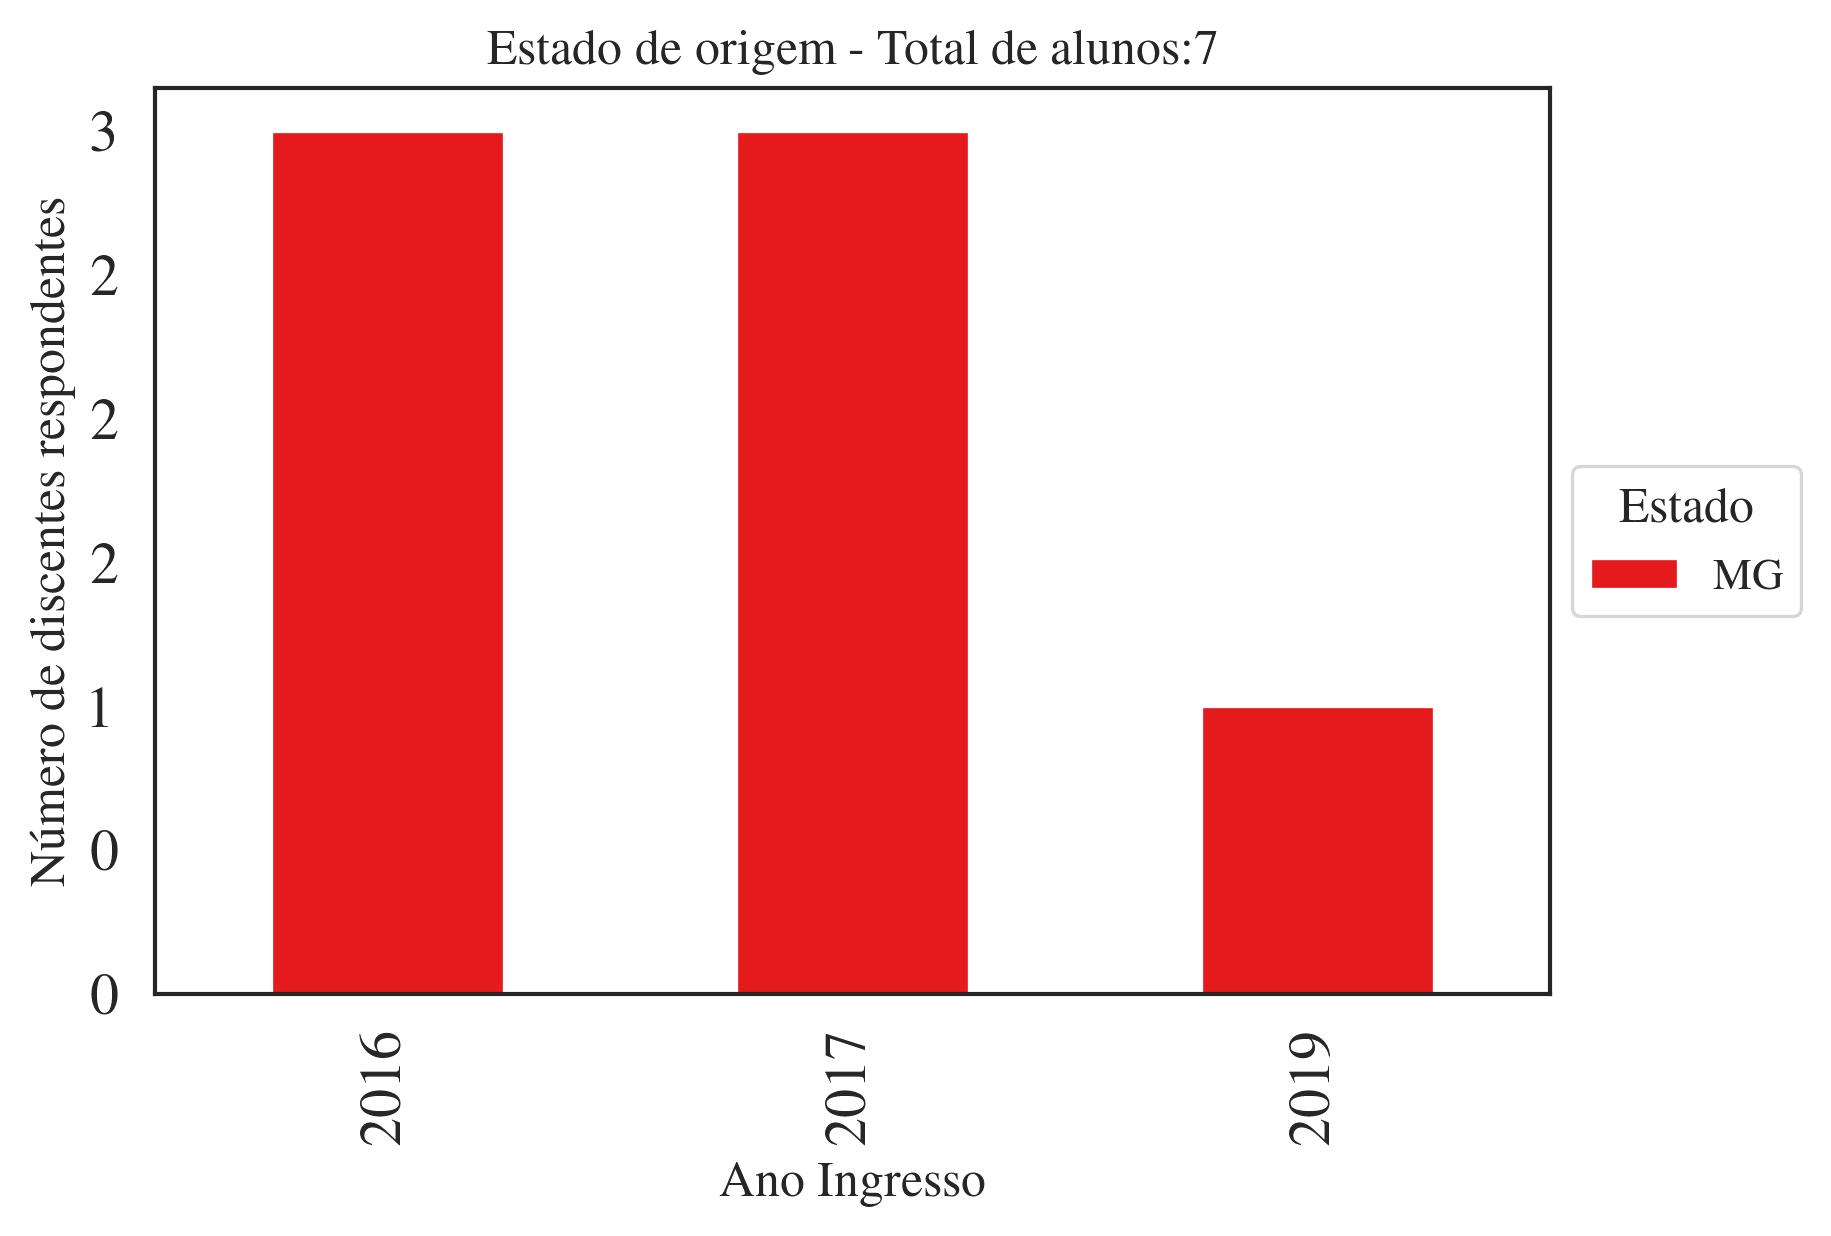 Estado de origem - Total de alunos:7
Número de discentes respondentes
3
2
2
2
1
0
0
2016
2017
2019
Ano Ingresso
Estado
MG